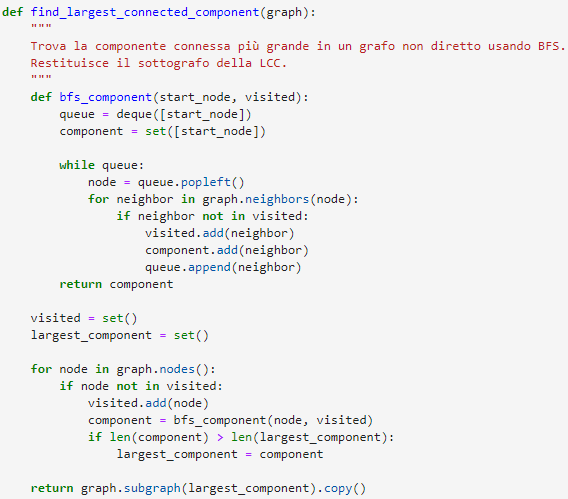 def find_largest_connected_component(graph):
    """
    Trova la componente connessa più grande in un grafo non diretto usando BFS.
    Restituisce il sottografo della LCC.
    """
    def bfs_component(start_node, visited):
        queue = deque([start_node])
        component = set([start_node])

        while queue:
            node = queue.popleft()
            for neighbor in graph.neighbors(node):
                if neighbor not in visited:
                    visited.add(neighbor)
                    component.add(neighbor)
                    queue.append(neighbor)
        return component

    visited = set()
    largest_component = set()

    for node in graph.nodes():
        if node not in visited:
            visited.add(node)
            component = bfs_component(node, visited)
            if len(component) > len(largest_component):
                largest_component = component

    return graph.subgraph(largest_component).copy()